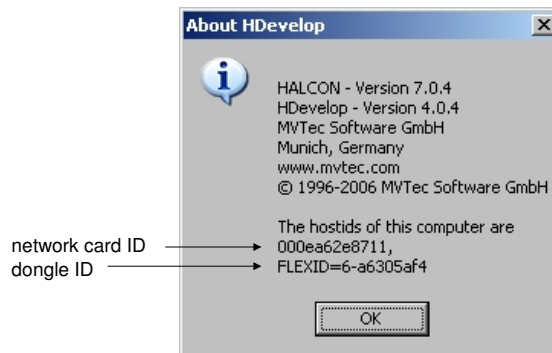 About HDevelop
HALCON - Version 7.0.4
HDevelop - Version 4.0.4
MVTec Software GmbH
Munich, Germany
www.mvtec.com
© 1996-2006 MVTec Software GmbH
The hostids of this computer are
network card ID
000ea62e8711,
dongle ID
FLEXID=6-a6305af4
OK